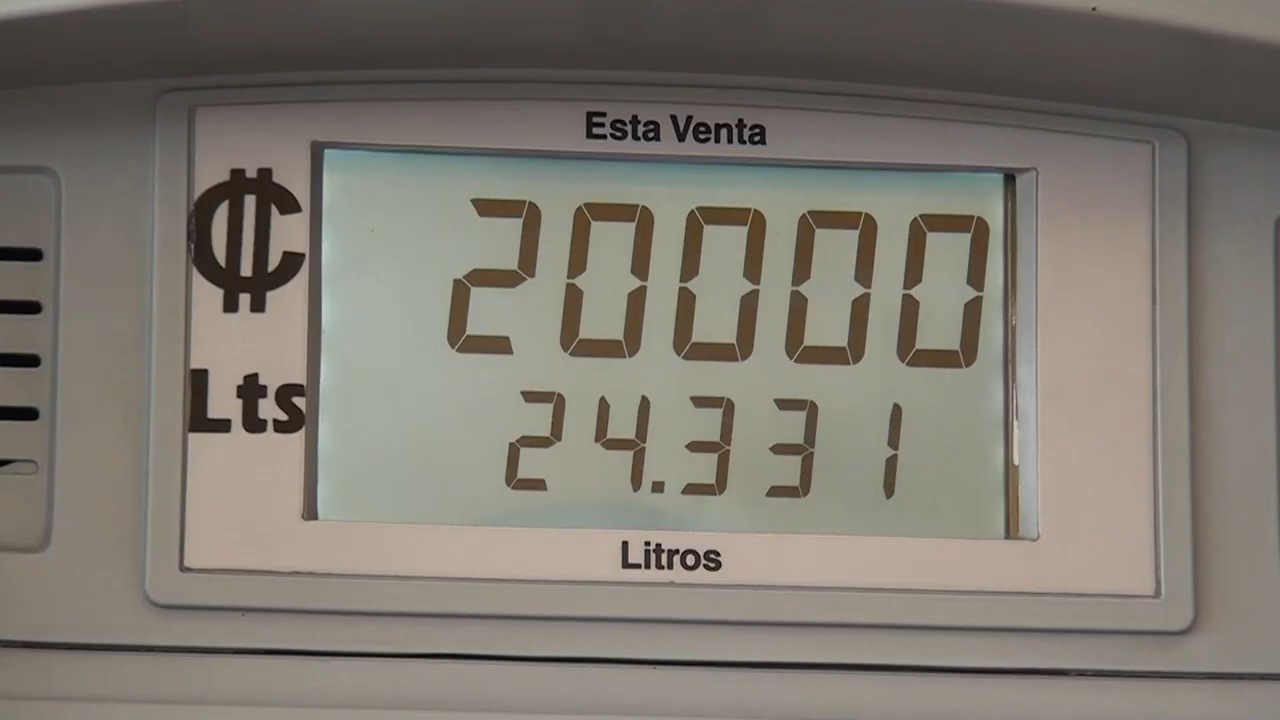 Esta Venta
₡ 20000
Lts 24.331
Litros